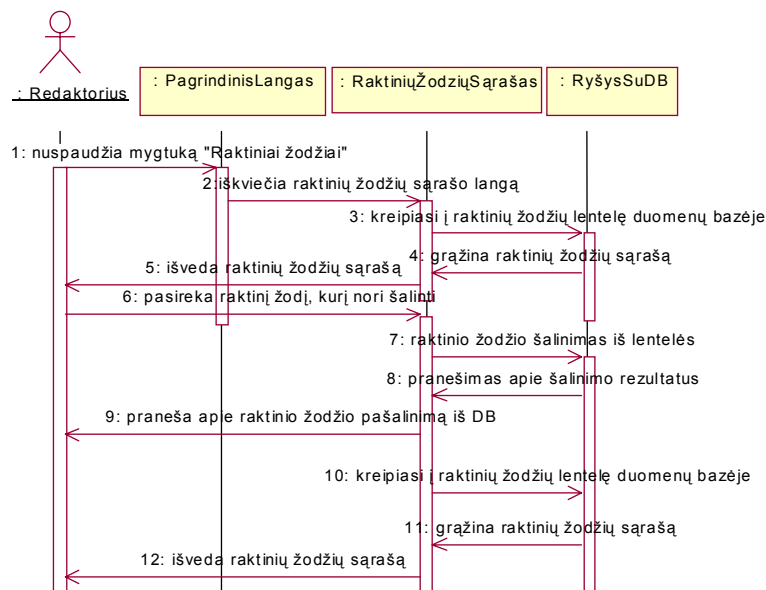 : Redaktorius
: PagrindinisLangas
: RaktiniųŽodziųSąrašas
: RyšysSuDB
1: nuspaudžia mygtuką "Raktiniai žodžiai"
2:iškviečia raktinių žodžių sąrašo langą
3: kreipiasi į raktinių žodžių lentelę duomenų bazėje
4: grąžina raktinių žodžių sąrašą
5: išveda raktinių žodžių sąrašą
6: pasireka raktinį žodį, kurį nori šalinti
7: raktinio žodžio šalinimas iš lentelės
8: pranešimas apie šalinimo rezultatus
9: praneša apie raktinio žodžio pašalinimą iš DB
10: kreipiasi į raktinių žodžių lentelę duomenų bazėje
11: grąžina raktinių žodžių sąrašą
12: išveda raktinių žodžių sąrašą